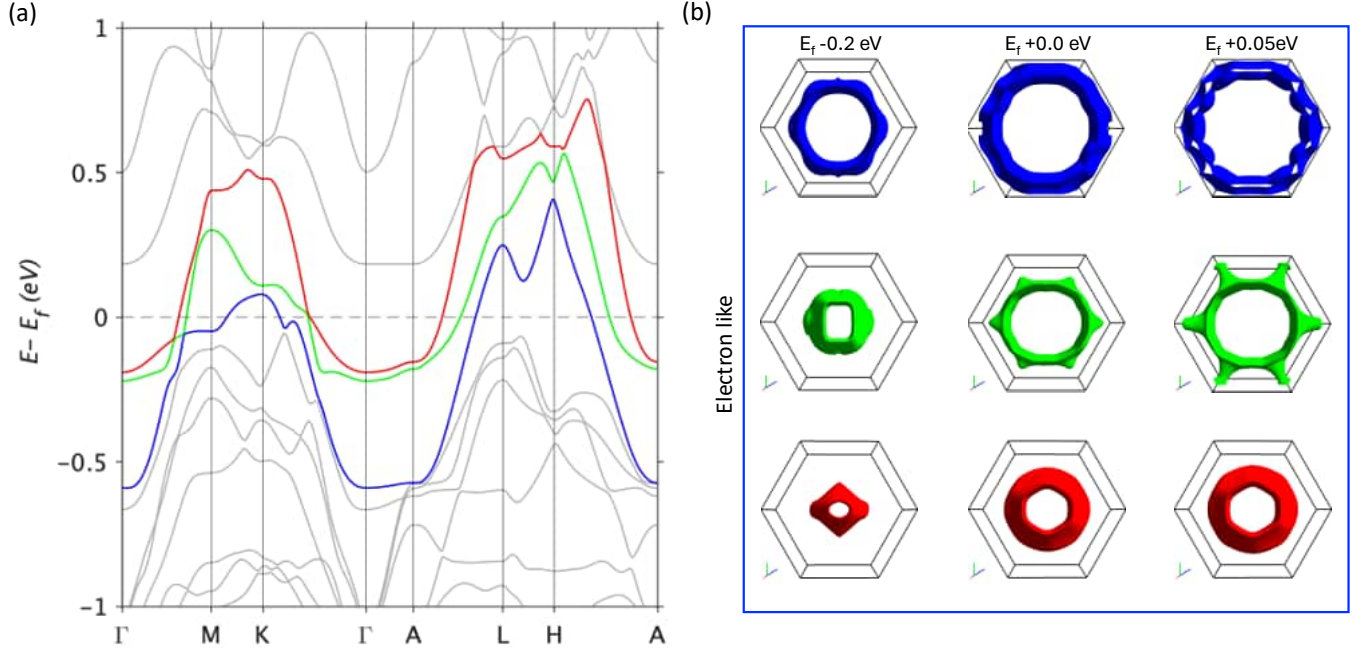 (a)
1
0.5
0
−0.5
−1
E− E_f (eV)
Γ M K Γ A L H A
(b)
E_f -0.2 eV E_f +0.0 eV E_f +0.05eV
Electron like